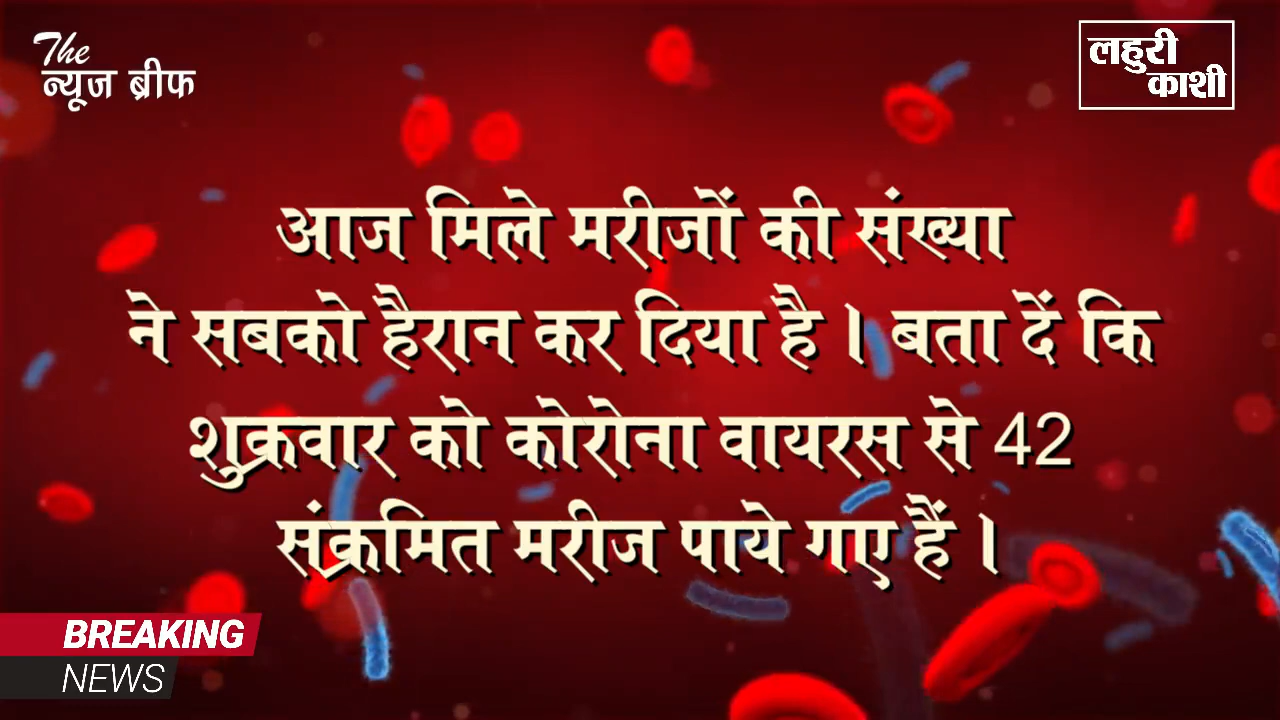 The
न्यूज ब्रीफ
लहुरी
काशी
आज मिले मरीजों की संख्या
ने सबको हैरान कर दिया है । बता दें कि
शुक्रवार को कोरोना वायरस से 42
संक्रमित मरीज पाये गए हैं ।
BREAKING
NEWS